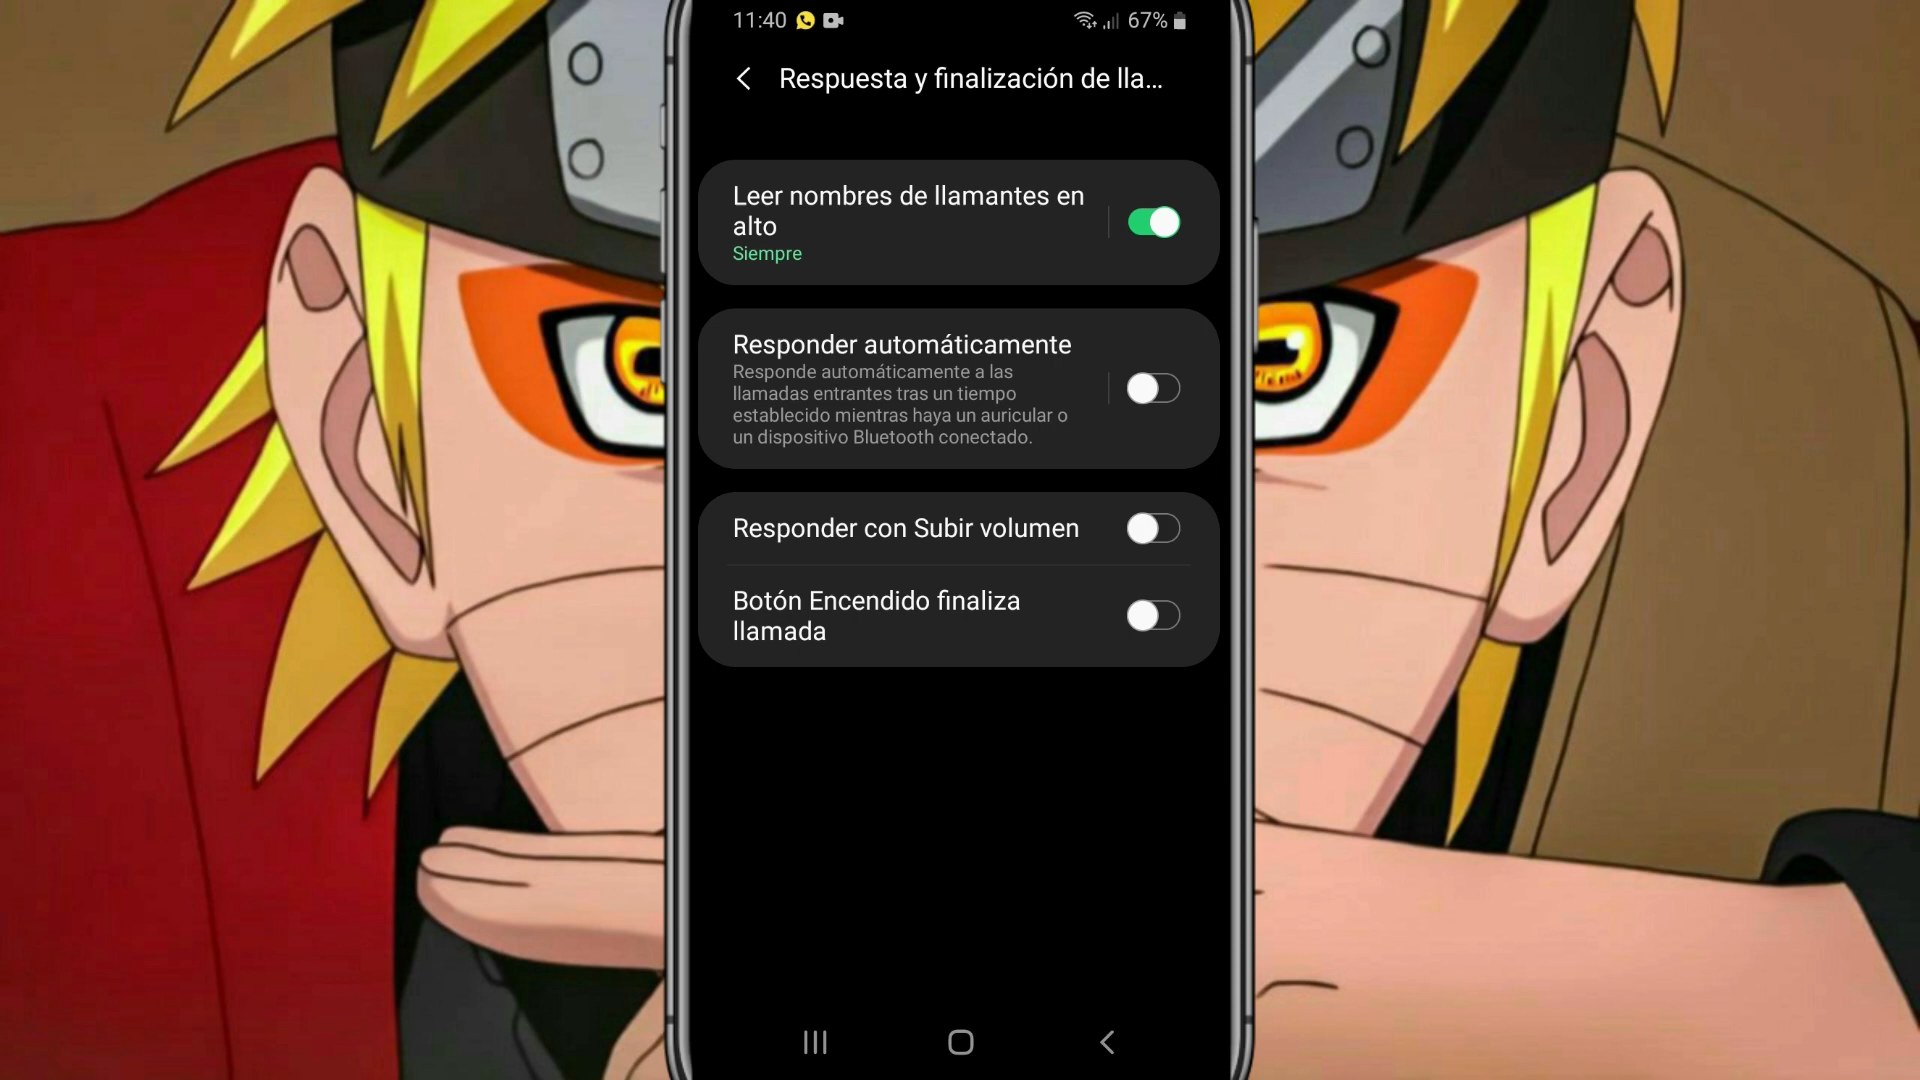 11:40 67%
Respuesta y finalización de lla...
Leer nombres de llamantes en
alto
Siempre
Responder automáticamente
Responde automáticamente a las
llamadas entrantes tras un tiempo
establecido mientras haya un auricular o
un dispositivo Bluetooth conectado.
Responder con Subir volumen
Botón Encendido finaliza
llamada